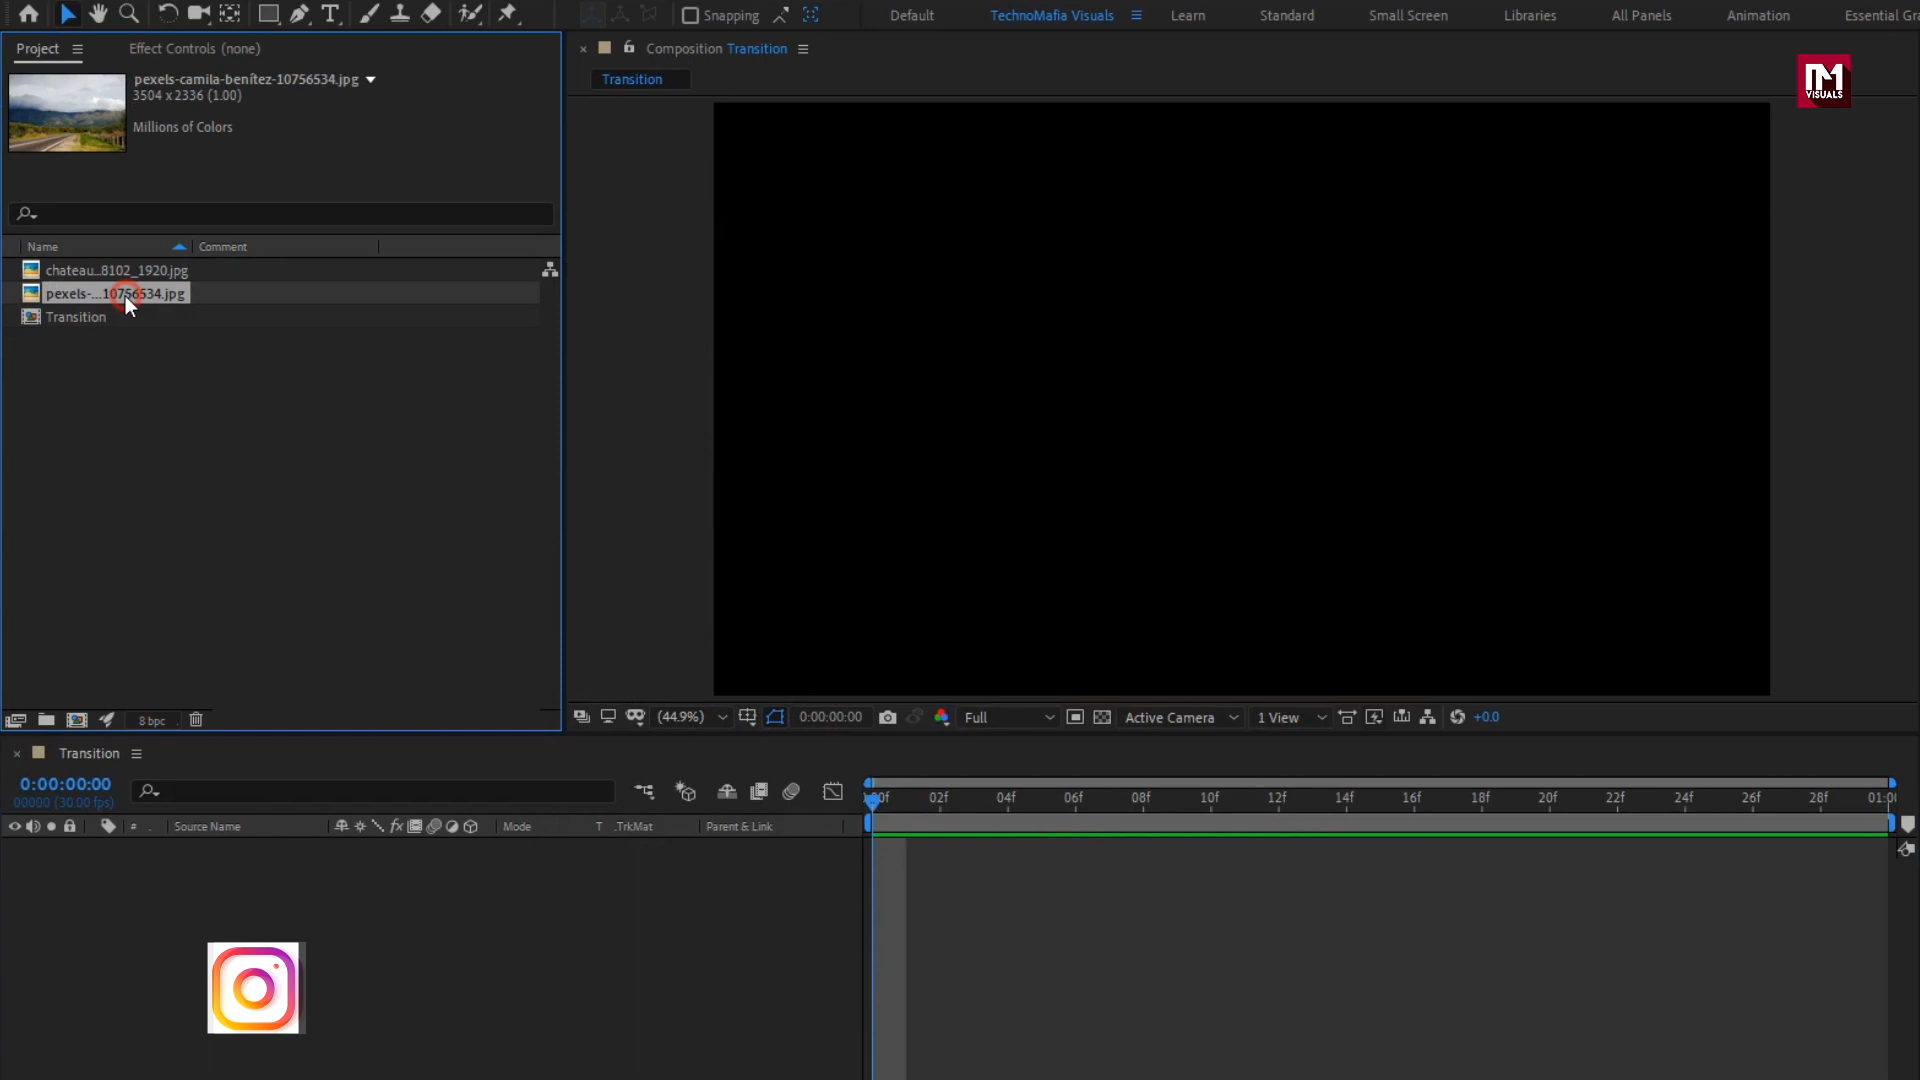 Snapping
Default
TechnoMafia Visuals
Learn
Standard
Small Screen
Libraries
All Panels
Animation
Essential Gra
Project
Effect Controls (none)
Composition Transition
pexels-camila-benítez-10756534.jpg
3504 x 2336 (1.00)
Millions of Colors
Transition
VISUALS
Name
Comment
chateau...8102_1920.jpg
pexels-...10756534.jpg
Transition
8 bpc
(44.9%)
0:00:00:00
Full
Active Camera
1 View
+0.0
Transition
0:00:00:00
00000 (30.00 fps)
02f
04f
06f
08f
10f
12f
14f
16f
18f
20f
22f
24f
26f
28f
#
Source Name
fx
Mode
T .TrkMat
Parent & Link